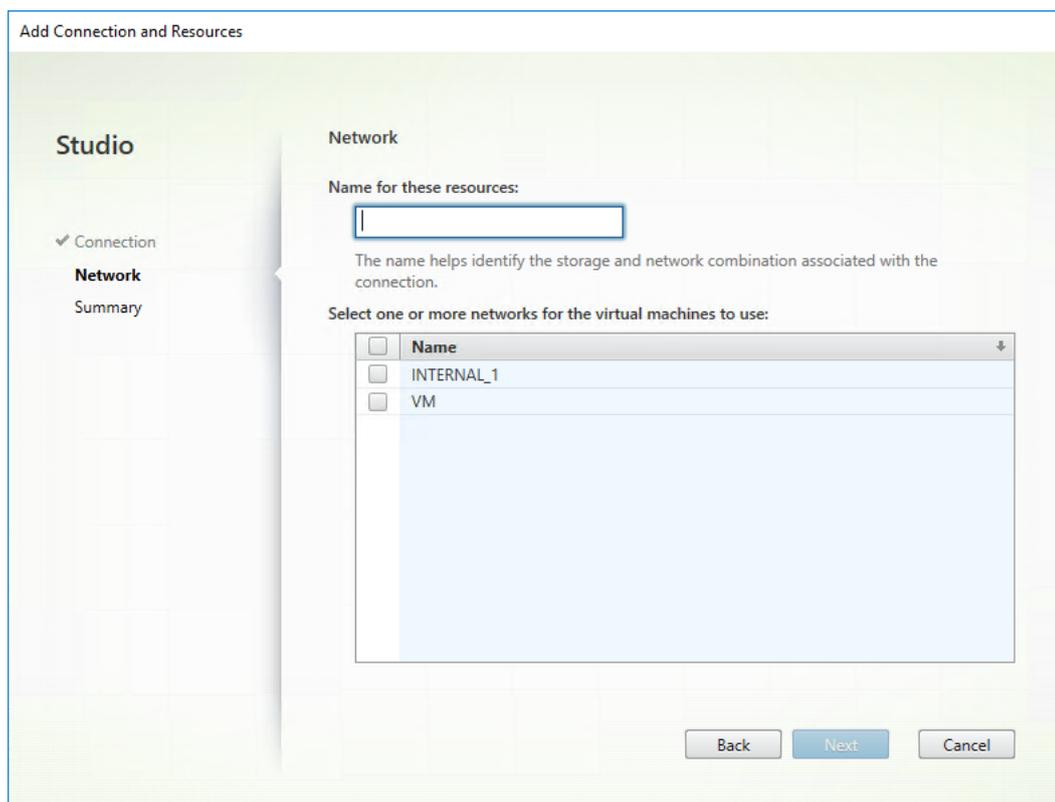 Add Connection and Resources
Studio
Connection
Network
Summary
Network
Name for these resources:
The name helps identify the storage and network combination associated with the
connection.
Select one or more networks for the virtual machines to use:
Name
INTERNAL_1
VM
Back Next Cancel